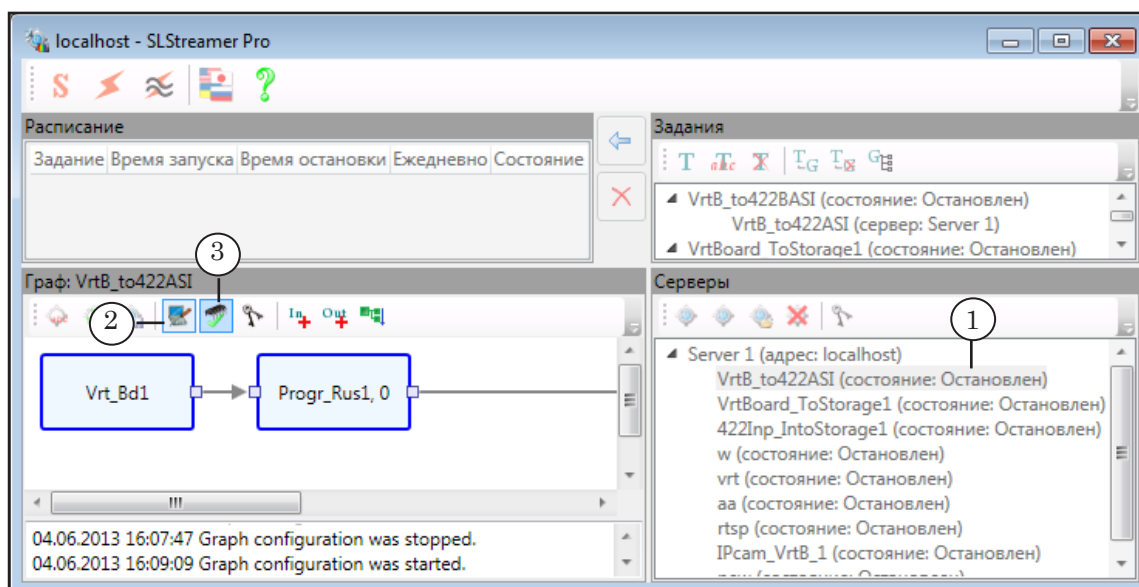 localhost - SLStreamer Pro
S
Расписание
Задание Время запуска Время остановки Ежедневно Состояние
Задания
T aTc T TG T G
VrtB_to422BASI (состояние: Остановлен)
VrtB_to422ASI (сервер: Server 1)
VrtBoard_ToStorage1 (состояние: Остановлен)
3
Граф: VrtB_to422ASI
2
In Out
Vrt_Bd1
Progr_Rus1, 0
04.06.2013 16:07:47 Graph configuration was stopped.
04.06.2013 16:09:09 Graph configuration was started.
Серверы
1
Server 1 (адрес: localhost)
VrtB_to422ASI (состояние: Остановлен)
VrtBoard_ToStorage1 (состояние: Остановлен)
422Inp_IntoStorage1 (состояние: Остановлен)
w (состояние: Остановлен)
vrt (состояние: Остановлен)
aa (состояние: Остановлен)
rtsp (состояние: Остановлен)
IPcam_VrtB_1 (состояние: Остановлен)